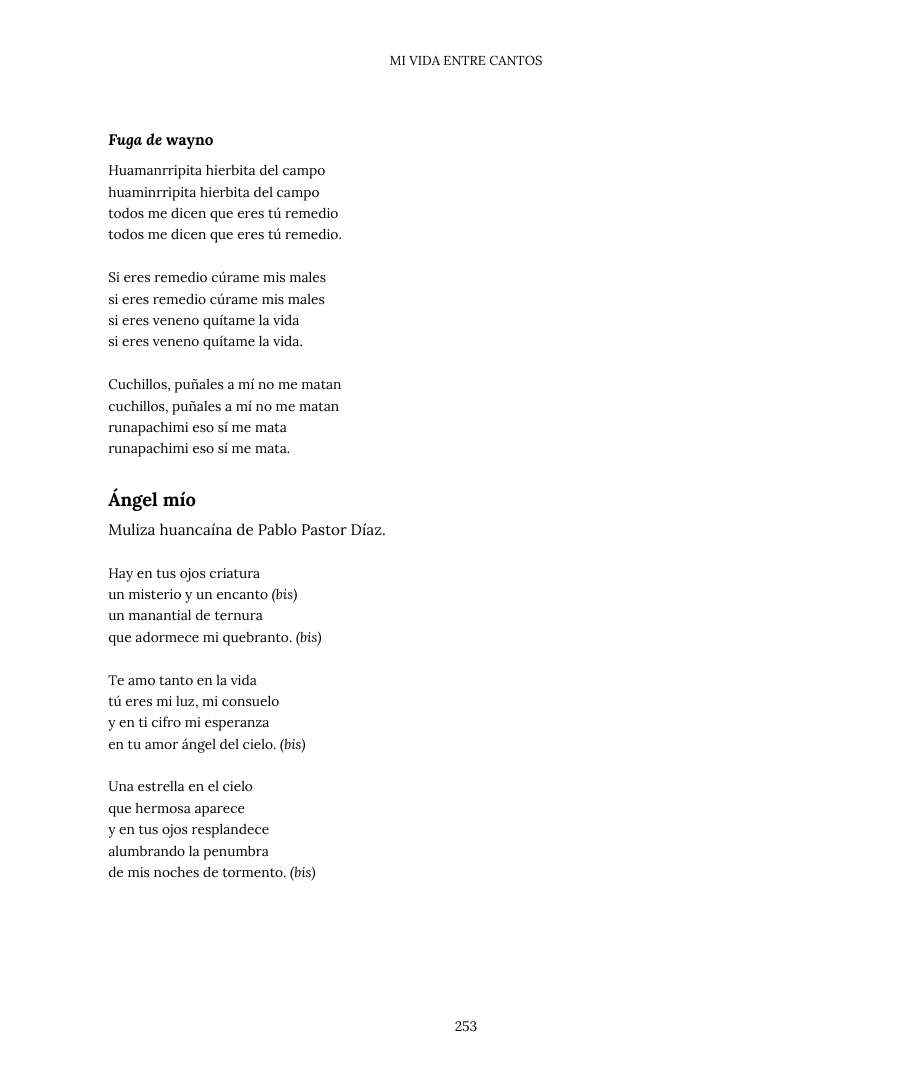 MI VIDA ENTRE CANTOS
Fuga de wayno
Huamanrripita hierbita del campo
huaminrripita hierbita del campo
todos me dicen que eres tú remedio
todos me dicen que eres tú remedio.
Si eres remedio cúrame mis males
si eres remedio cúrame mis males
si eres veneno quítame la vida
si eres veneno quítame la vida.
Cuchillos, puñales a mí no me matan
cuchillos, puñales a mí no me matan
runapachimi eso sí me mata
runapachimi eso sí me mata.
Ángel mío
Muliza huancaína de Pablo Pastor Díaz.
Hay en tus ojos criatura
un misterio y un encanto (bis)
un manantial de ternura
que adormece mi quebranto. (bis)
Te amo tanto en la vida
tú eres mi luz, mi consuelo
y en ti cifro mi esperanza
en tu amor ángel del cielo. (bis)
Una estrella en el cielo
que hermosa aparece
y en tus ojos resplandece
alumbrando la penumbra
de mis noches de tormento. (bis)
253